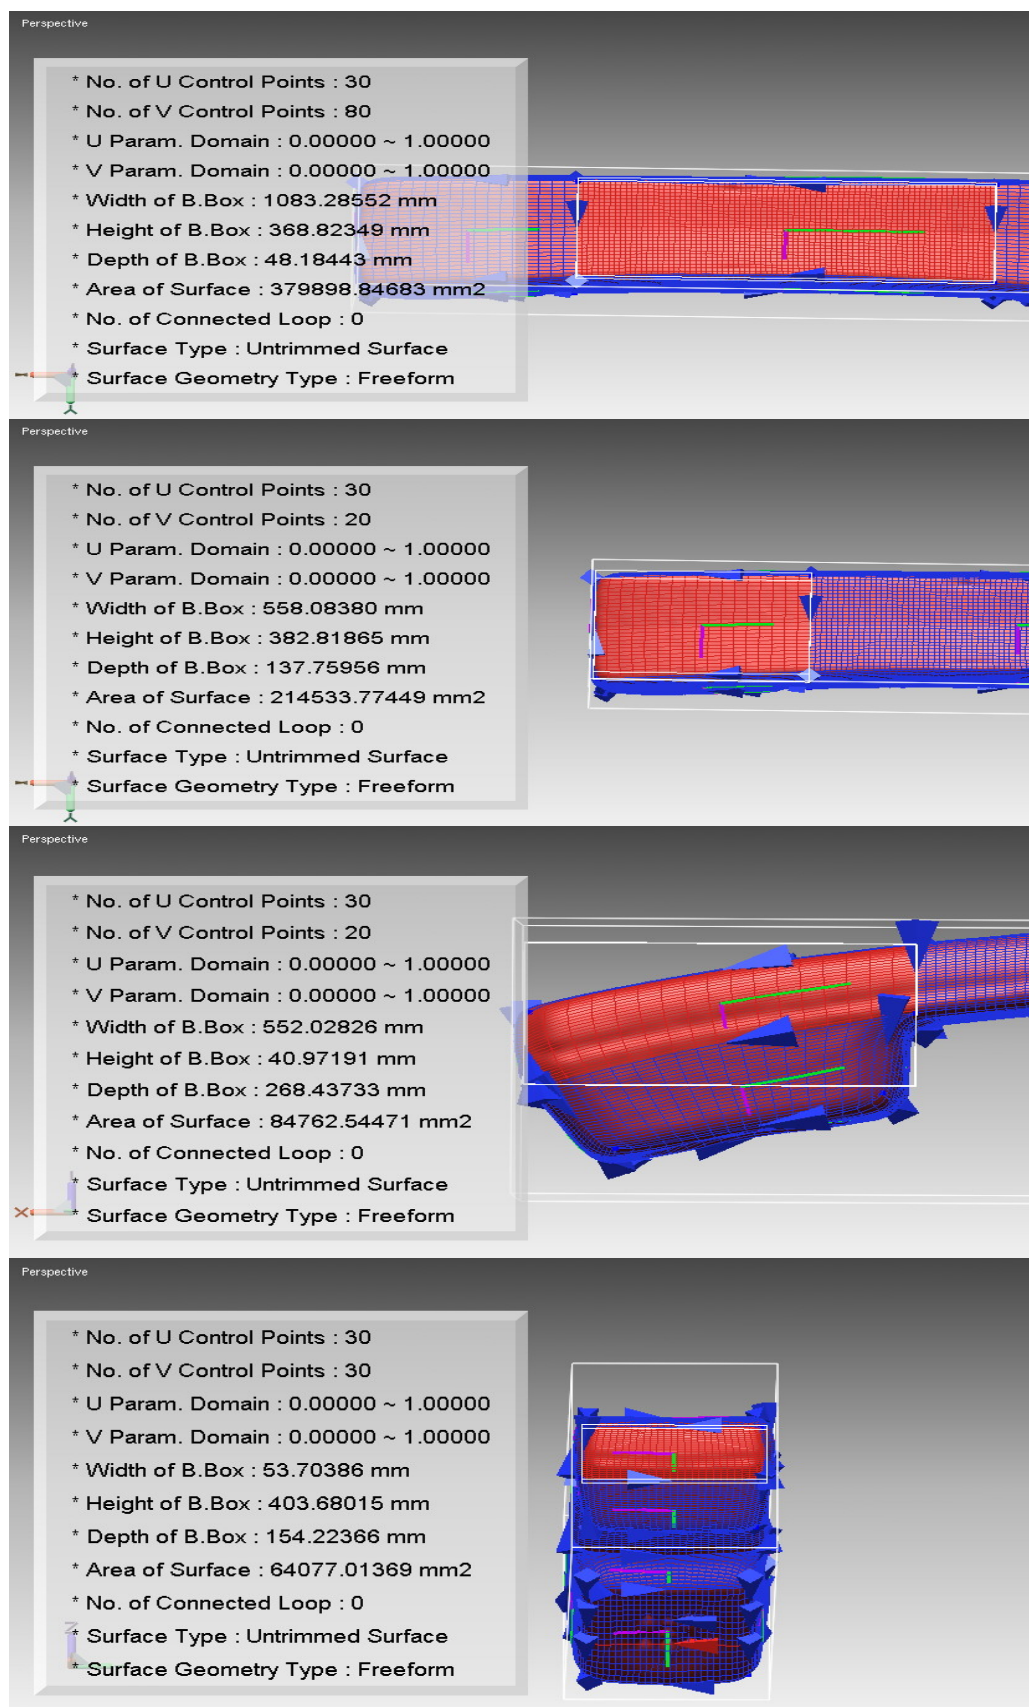 Perspective
* No. of U Control Points : 30
* No. of V Control Points : 80
* U Param. Domain : 0.00000 ~ 1.00000
* V Param. Domain : 0.00000 ~ 1.00000
* Width of B.Box : 1083.28552 mm
* Height of B.Box : 368.82349 mm
* Depth of B.Box : 48.18443 mm
* Area of Surface : 379898.84683 mm2
* No. of Connected Loop : 0
* Surface Type : Untrimmed Surface
* Surface Geometry Type : Freeform
Perspective
* No. of U Control Points : 30
* No. of V Control Points : 20
* U Param. Domain : 0.00000 ~ 1.00000
* V Param. Domain : 0.00000 ~ 1.00000
* Width of B.Box : 558.08380 mm
* Height of B.Box : 382.81865 mm
* Depth of B.Box : 137.75956 mm
* Area of Surface : 214533.77449 mm2
* No. of Connected Loop : 0
* Surface Type : Untrimmed Surface
* Surface Geometry Type : Freeform
Perspective
* No. of U Control Points : 30
* No. of V Control Points : 20
* U Param. Domain : 0.00000 ~ 1.00000
* V Param. Domain : 0.00000 ~ 1.00000
* Width of B.Box : 552.02826 mm
* Height of B.Box : 40.97191 mm
* Depth of B.Box : 268.43733 mm
* Area of Surface : 84762.54471 mm2
* No. of Connected Loop : 0
* Surface Type : Untrimmed Surface
X * Surface Geometry Type : Freeform
Perspective
* No. of U Control Points : 30
* No. of V Control Points : 30
* U Param. Domain : 0.00000 ~ 1.00000
* V Param. Domain : 0.00000 ~ 1.00000
* Width of B.Box : 53.70386 mm
* Height of B.Box : 403.68015 mm
* Depth of B.Box : 154.22366 mm
* Area of Surface : 64077.01369 mm2
* No. of Connected Loop : 0
* Surface Type : Untrimmed Surface
* Surface Geometry Type : Freeform